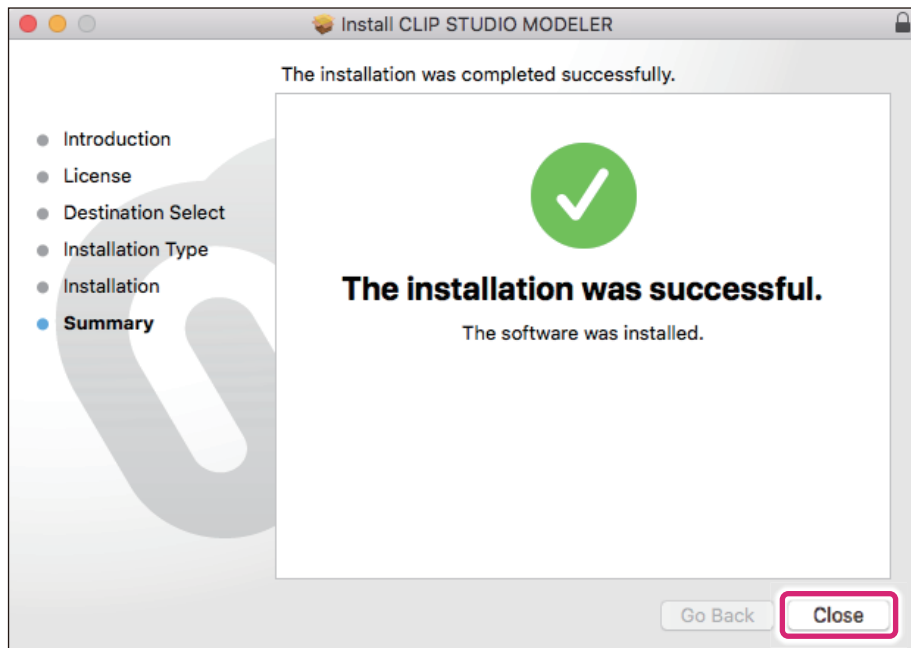 Install CLIP STUDIO MODELER
The installation was completed successfully.
Introduction
License
Destination Select
Installation Type
Installation
Summary
The installation was successful.
The software was installed.
Go Back
Close